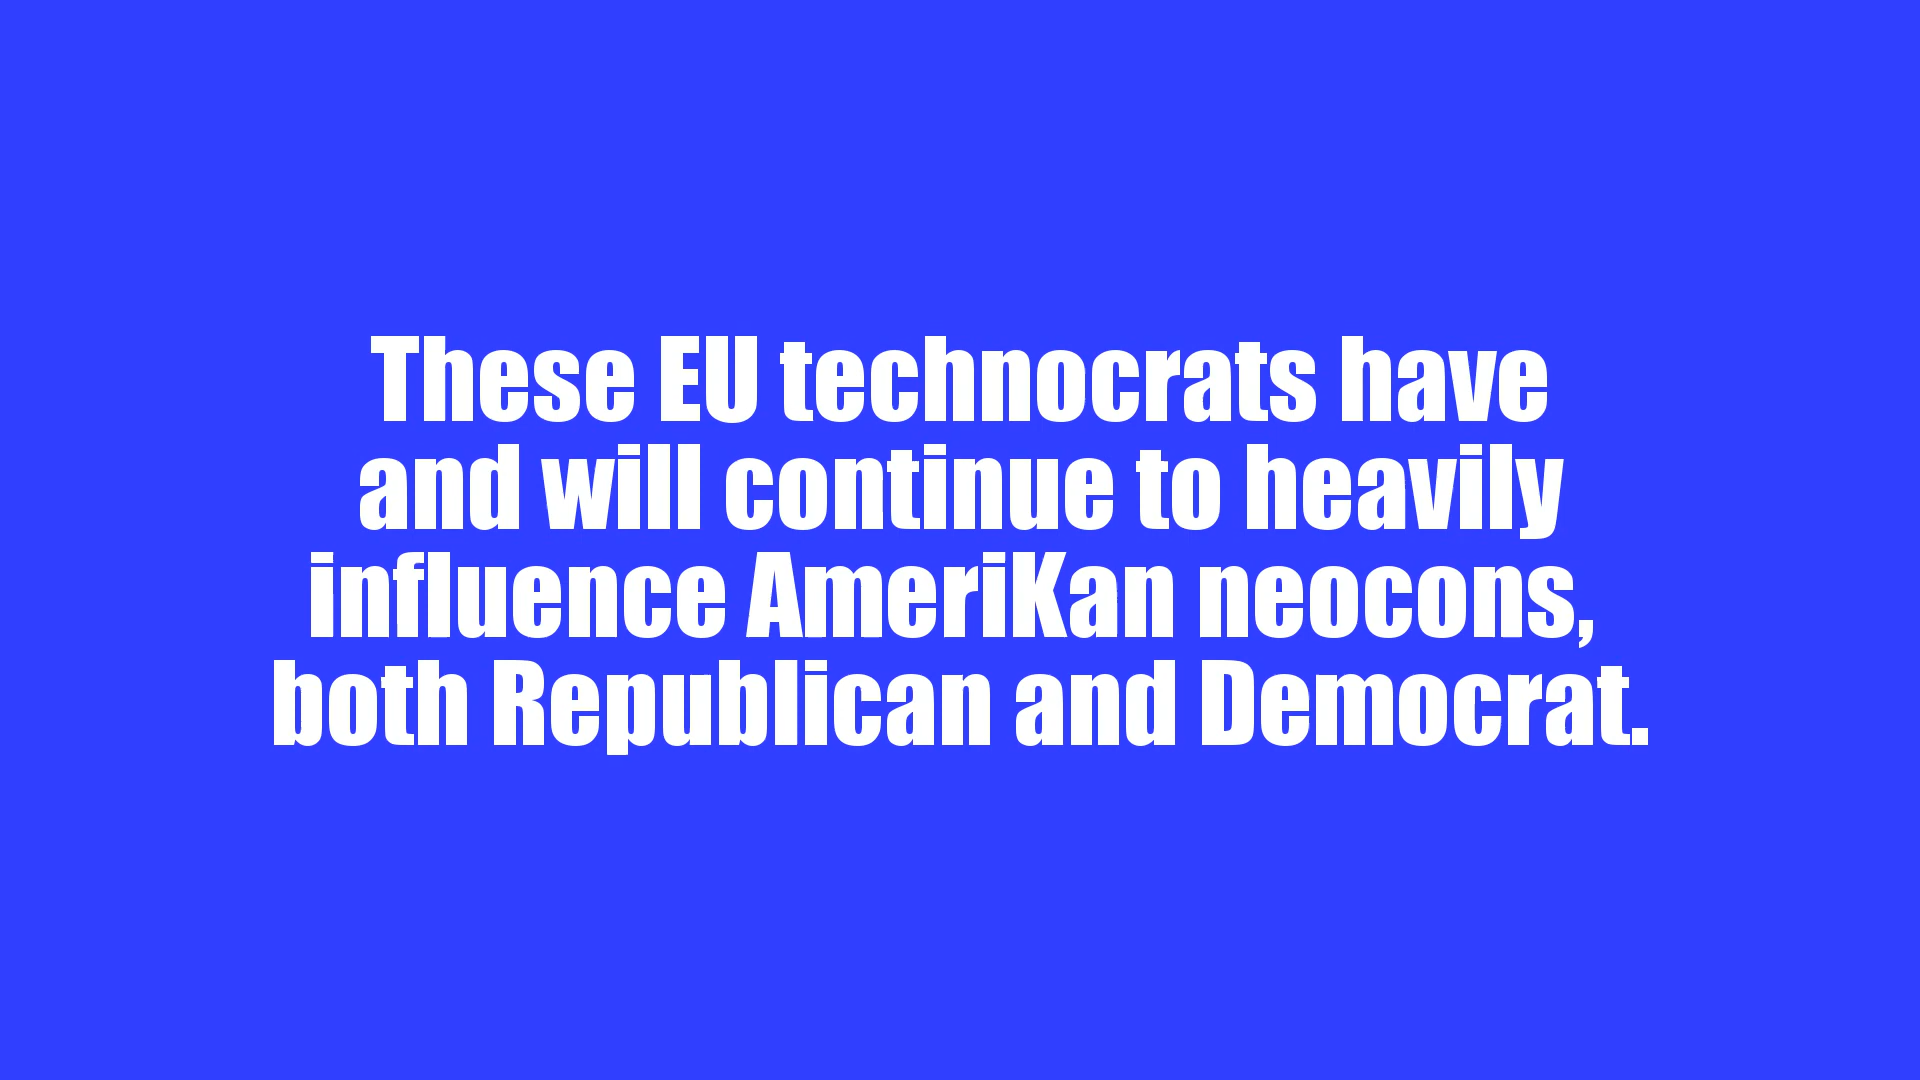 These EU technocrats have
and will continue to heavily
influence AmeriKan neocons,
both Republican and Democrat.